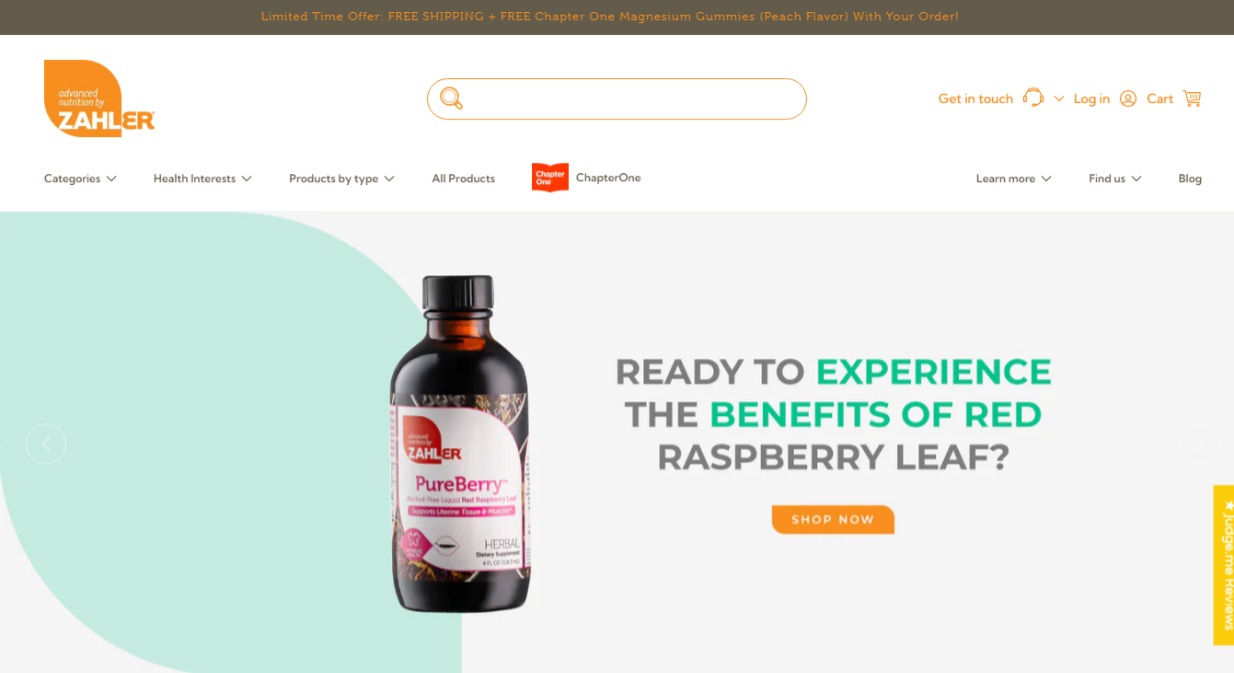 Limited Time Offer: FREE SHIPPING + FREE Chapter One Magnesium Gummies (Peach Flavor) With Your Order!
advanced
nutrition by
ZAHLER
Get in touch
Log in
Cart
Categories
Health Interests
Products by type
All Products
Chapter
One
ChapterOne
Learn more
Find us
Blog
READY TO EXPERIENCE
THE BENEFITS OF RED
RASPBERRY LEAF?
SHOP NOW
advanced
nutrition by
ZAHLER
PureBerry™
Alcohol Free Liquid Red Raspberry Leaf
Supports Uterine Tissue & Muscles
HERBAL
Dietary Supplement
4 FL OZ
★ Judge.me Reviews